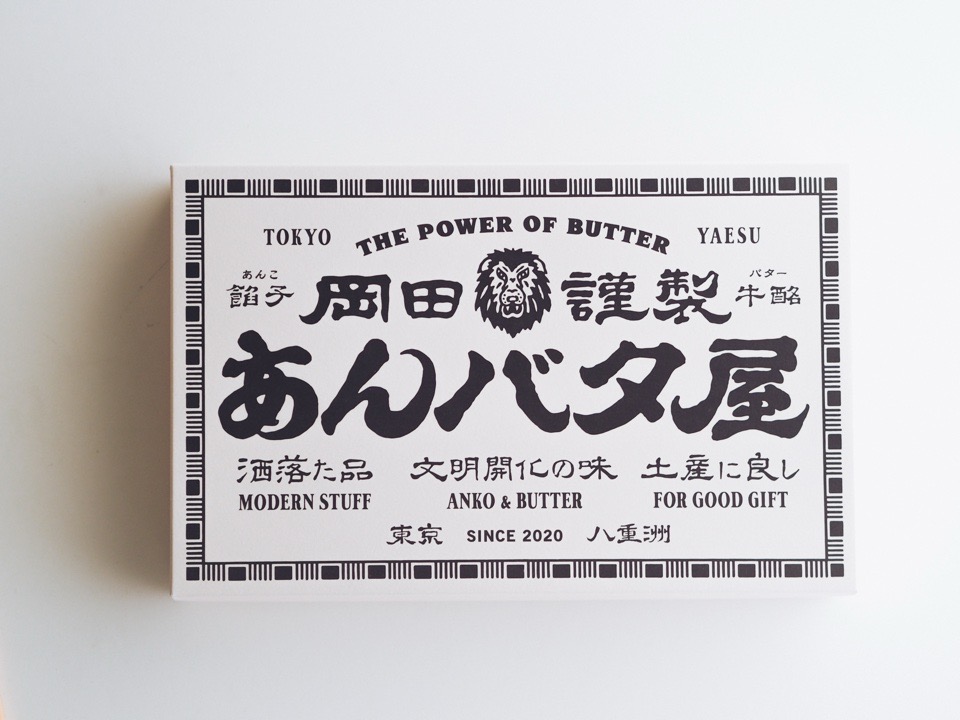 TOKYO THE POWER OF BUTTER YAESU
あんこ バター
餡子 岡田 謹製 牛酪
あんバタ屋
洒落た品 文明開化の味 土産に良し
MODERN STUFF ANKO & BUTTER FOR GOOD GIFT
東京 SINCE 2020 八重洲